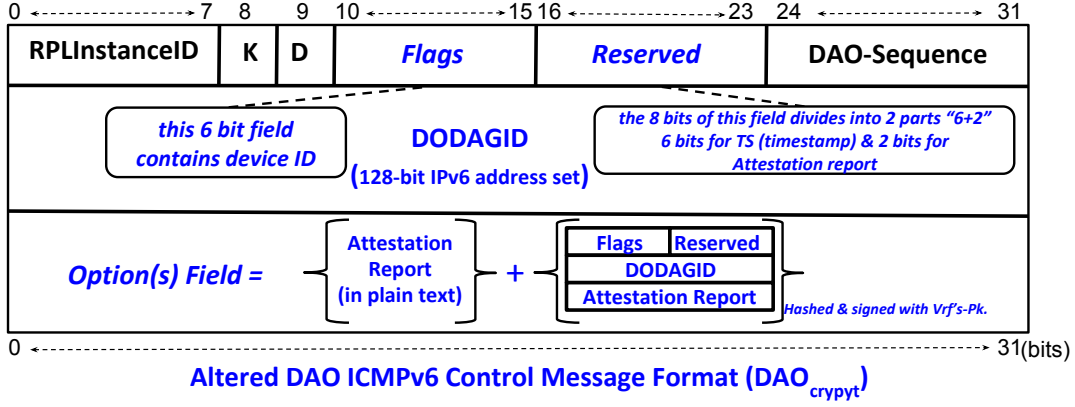 0 7 8 9 10 15 16 23 24 31
RPLInstanceID K D Flags Reserved DAO-Sequence
this 6 bit field
contains device ID
DODAGID
(128-bit IPv6 address set)
the 8 bits of this field divides into 2 parts “6+2”
6 bits for TS (timestamp) & 2 bits for
Attestation report
Option(s) Field =
Attestation
Report
(in plain text)
+
Flags Reserved
DODAGID
Attestation Report
Hashed & signed with Vrf's-Pk.
0 31(bits)
Altered DAO ICMPv6 Control Message Format (DAOcrypyt)